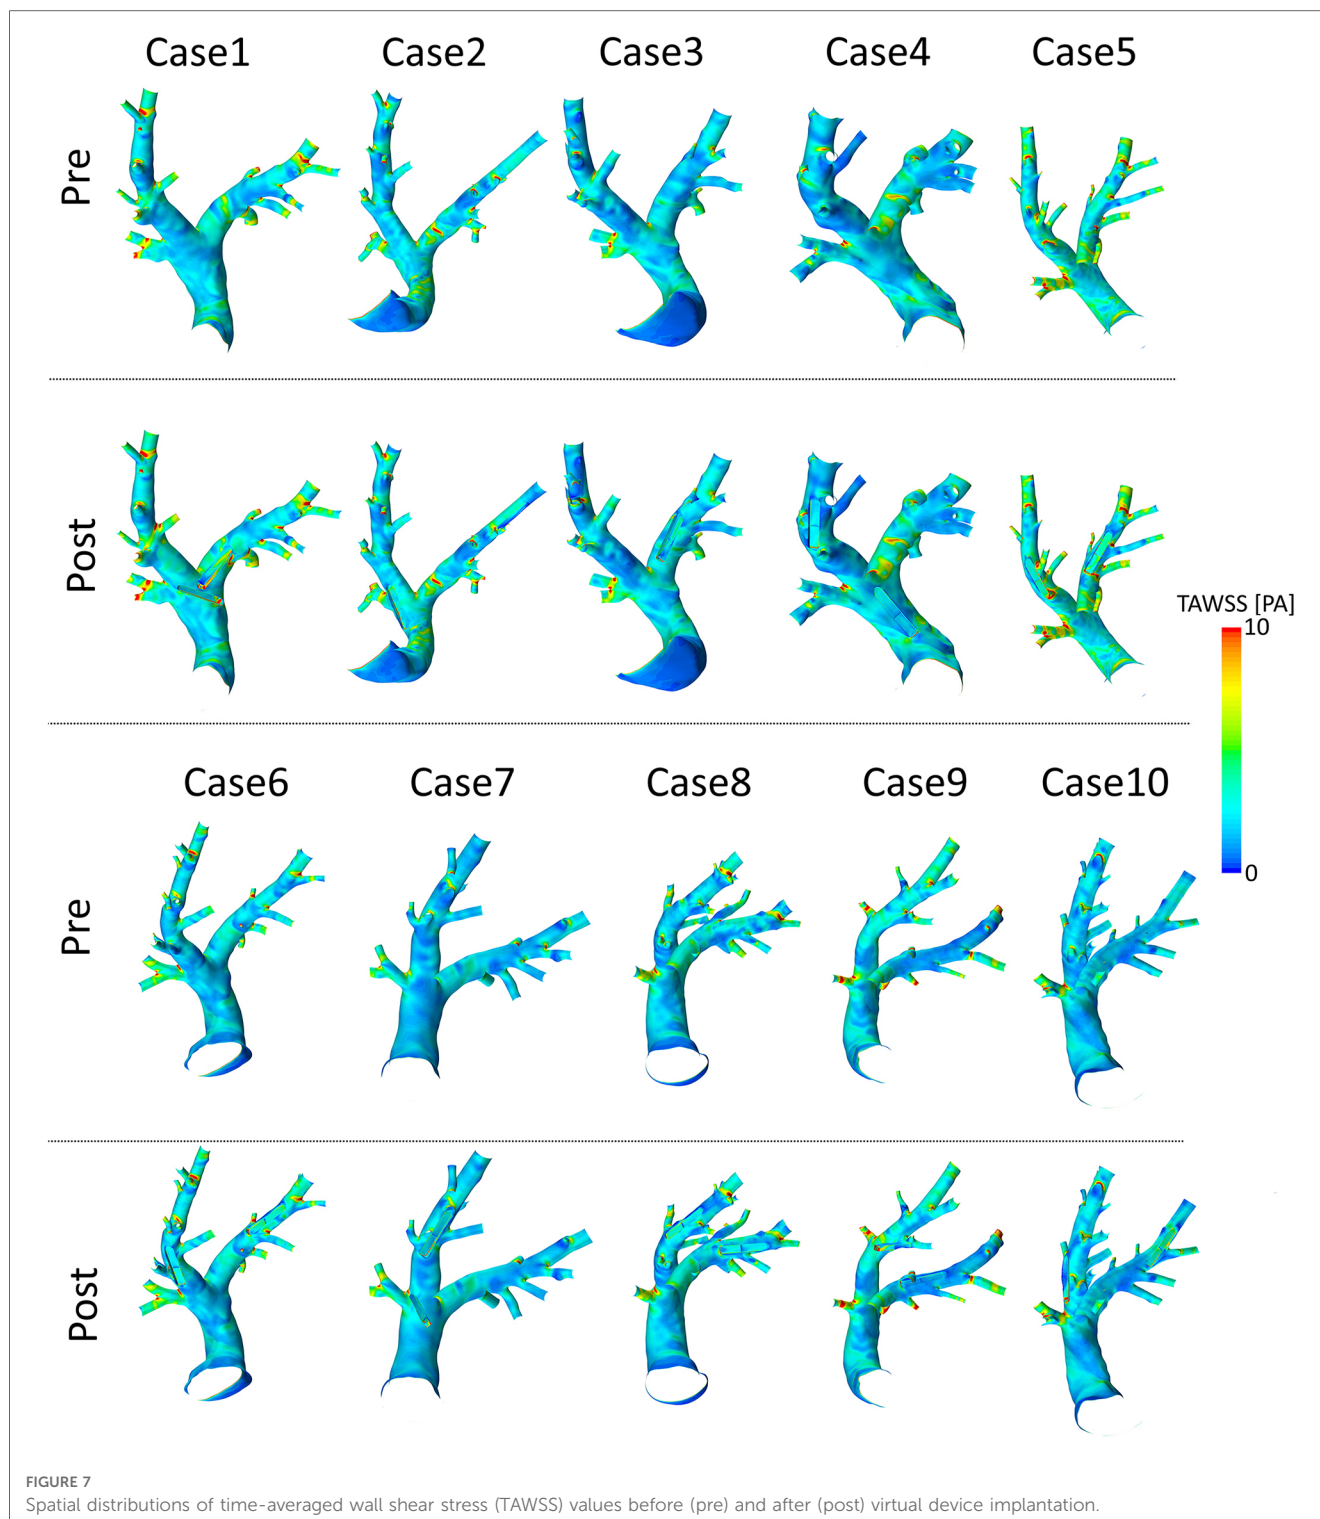 Case1 Case2 Case3 Case4 Case5
Pre
Post
TAWSS [PA]
10
0
Case6 Case7 Case8 Case9 Case10
Pre
Post
FIGURE 7
Spatial distributions of time-averaged wall shear stress (TAWSS) values before (pre) and after (post) virtual device implantation.